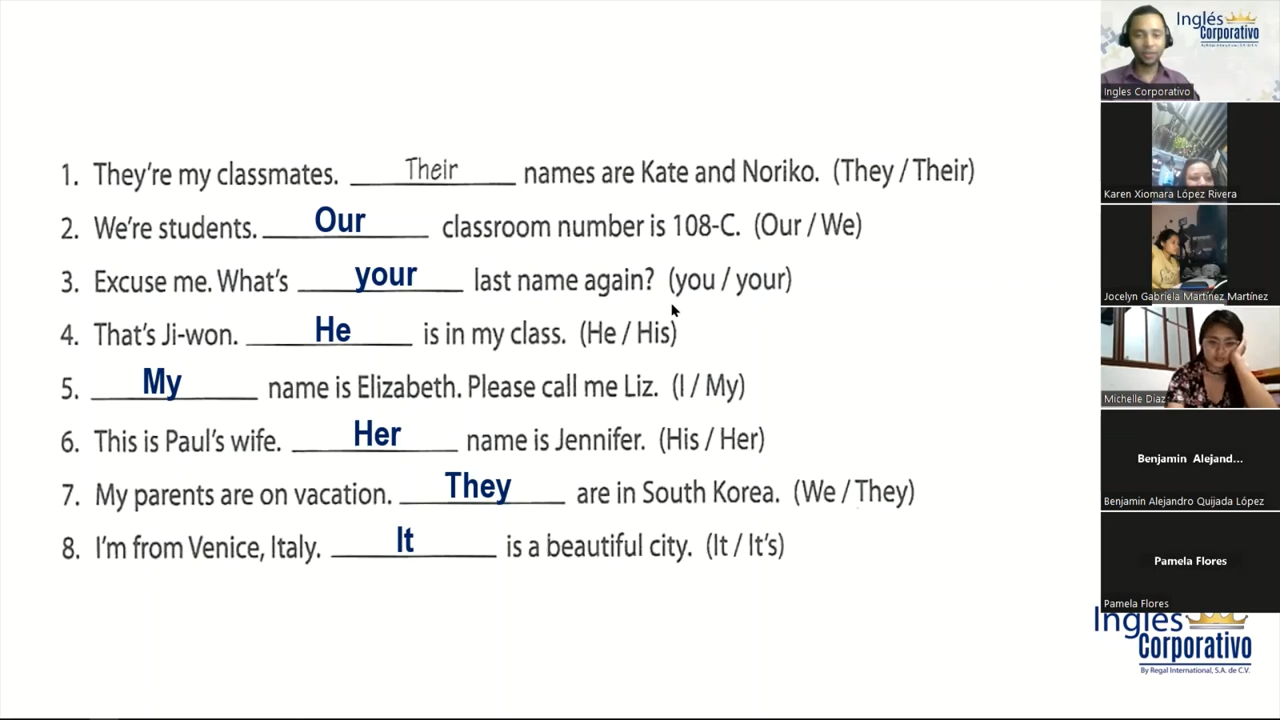 1. They're my classmates. Their names are Kate and Noriko. (They / Their)
2. We're students. Our classroom number is 108-C. (Our / We)
3. Excuse me. What's your last name again? (you / your)
4. That's Ji-won. He is in my class. (He / His)
5. My name is Elizabeth. Please call me Liz. (I / My)
6. This is Paul's wife. Her name is Jennifer. (His / Her)
7. My parents are on vacation. They are in South Korea. (We / They)
8. I'm from Venice, Italy. It is a beautiful city. (It / It's)
Inglés
Corporativo
Ingles Corporativo
Karen Xiomara López Rivera
Jocelyn Gabriela Martínez Martínez
Michelle Diaz
Benjamin Alejand...
Benjamin Alejandro Quijada López
Pamela Flores
Pamela Flores
Inglés
Corporativo
By Regal International, S.A. de C.V.